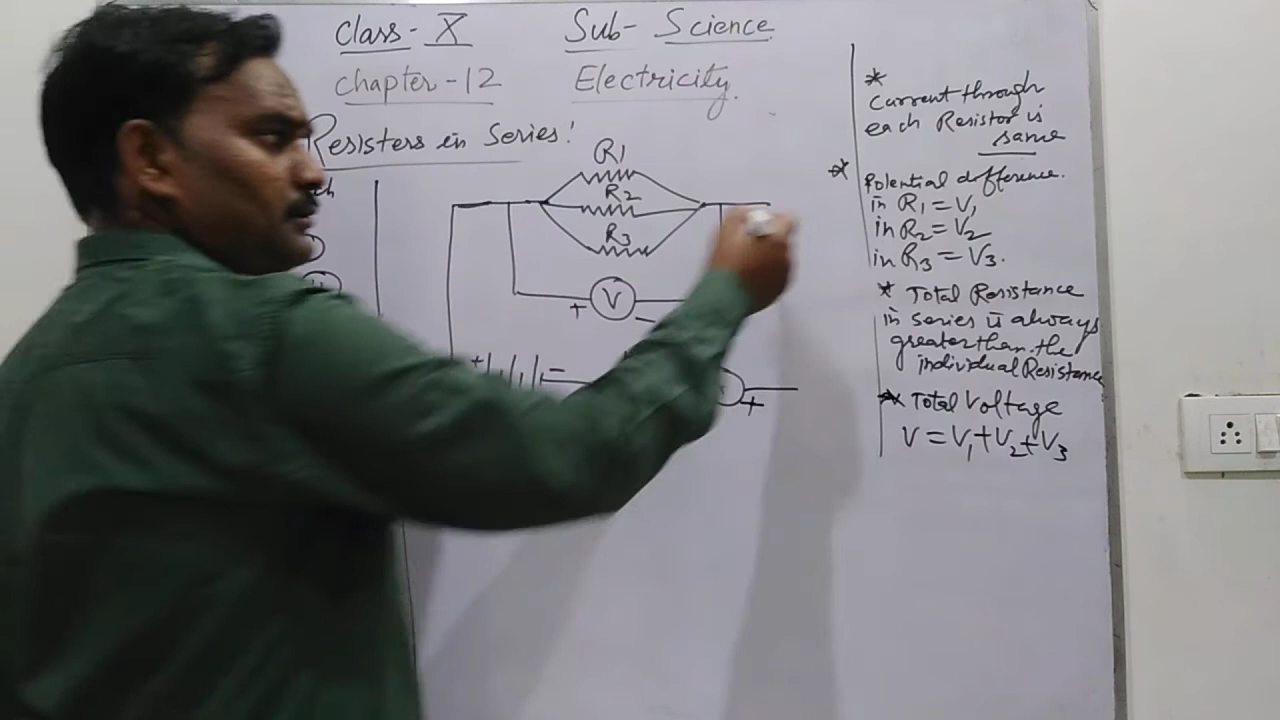 Class - X Sub - Science
Chapter - 12 Electricity.
Resisters in Series!
R1
R2
R3
V
+
-
+
-
+
*
Current through
each Resistor is
same
*
Potential difference.
in R1 = V1
in R2 = V2
in R3 = V3.
* Total Resistance
in series is always
greater than the
individual Resistance
* Total Voltage
V = V1 + V2 + V3